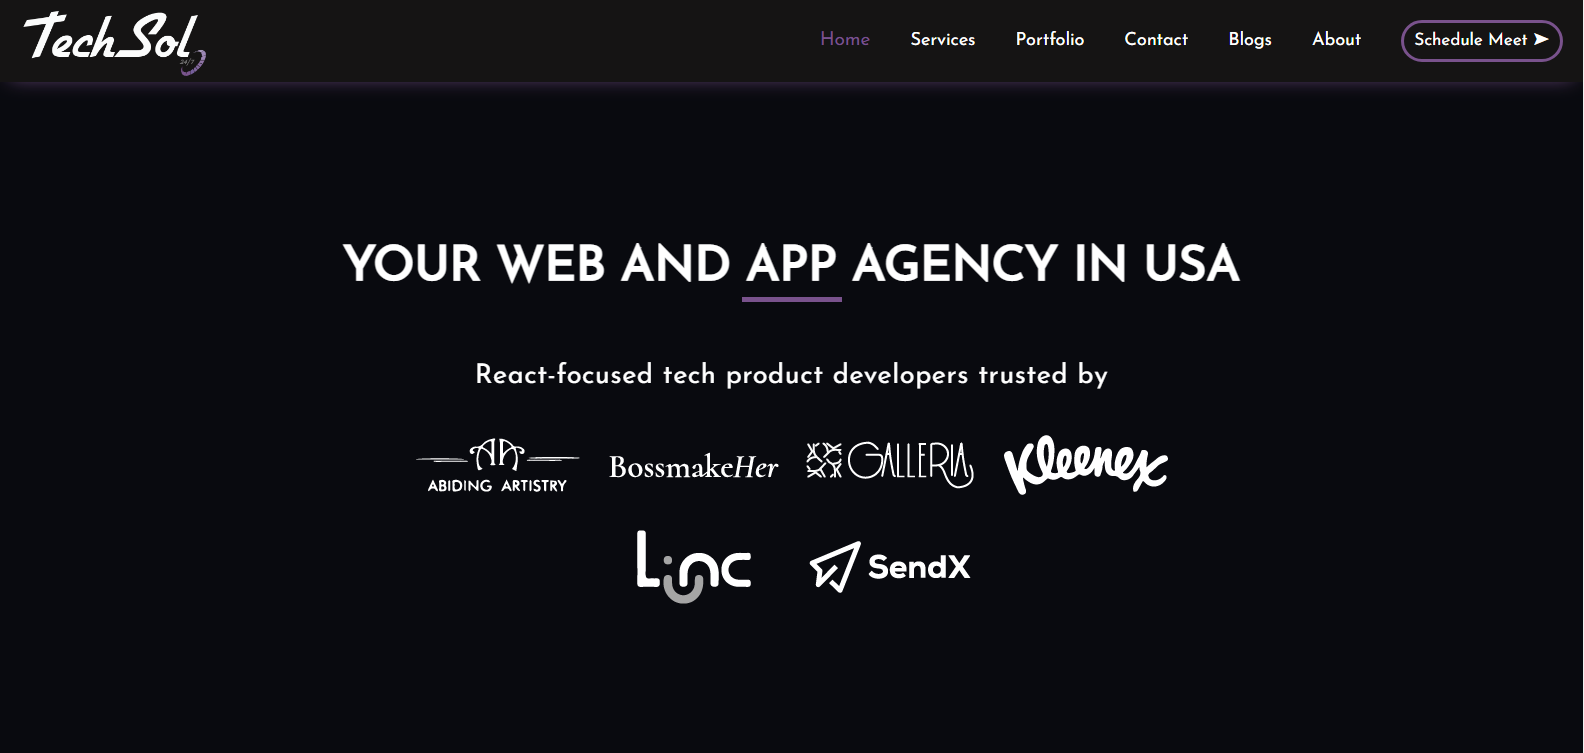 TechSol
24/7
Home Services Portfolio Contact Blogs About Schedule Meet ➤
YOUR WEB AND APP AGENCY IN USA
React-focused tech product developers trusted by
AA
ABIDING ARTISTRY
BossmakeHer
GALLERIA
Kleenex
Linc
SendX